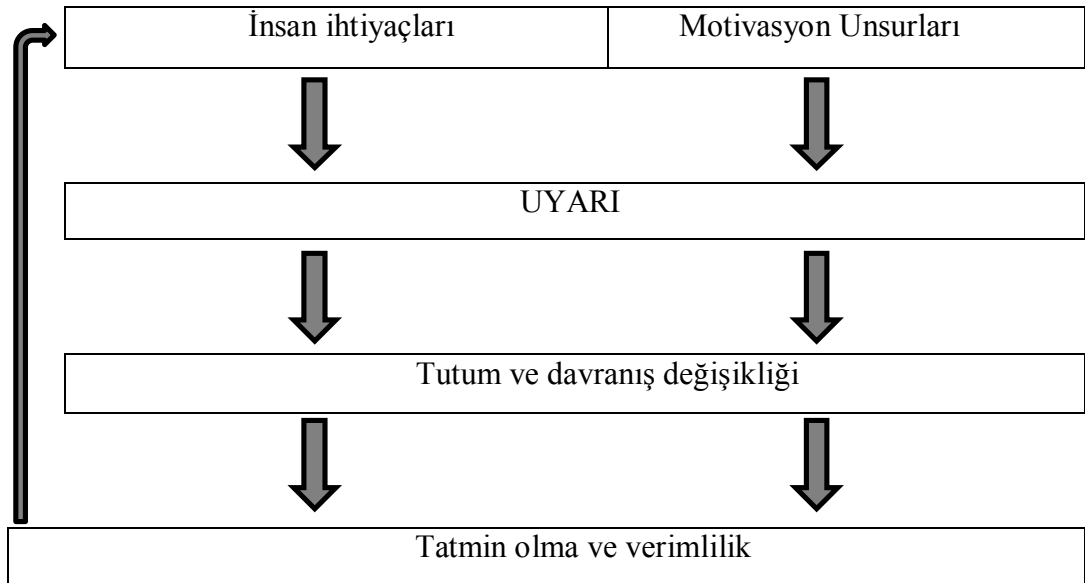 İnsan ihtiyaçları
Motivasyon Unsurları
UYARI
Tutum ve davranış değişikliği
Tatmin olma ve verimlilik